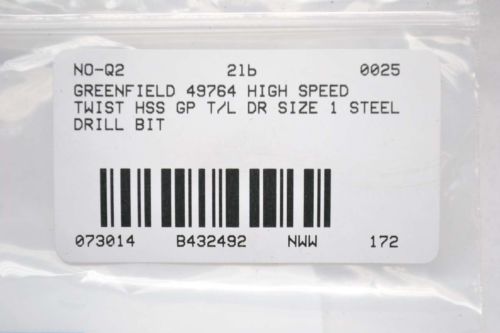 NO-Q2 21b 0025
GREENFIELD 49764 HIGH SPEED
TWIST HSS GP T/L DR SIZE 1 STEEL
DRILL BIT
073014 B432492 NWW 172